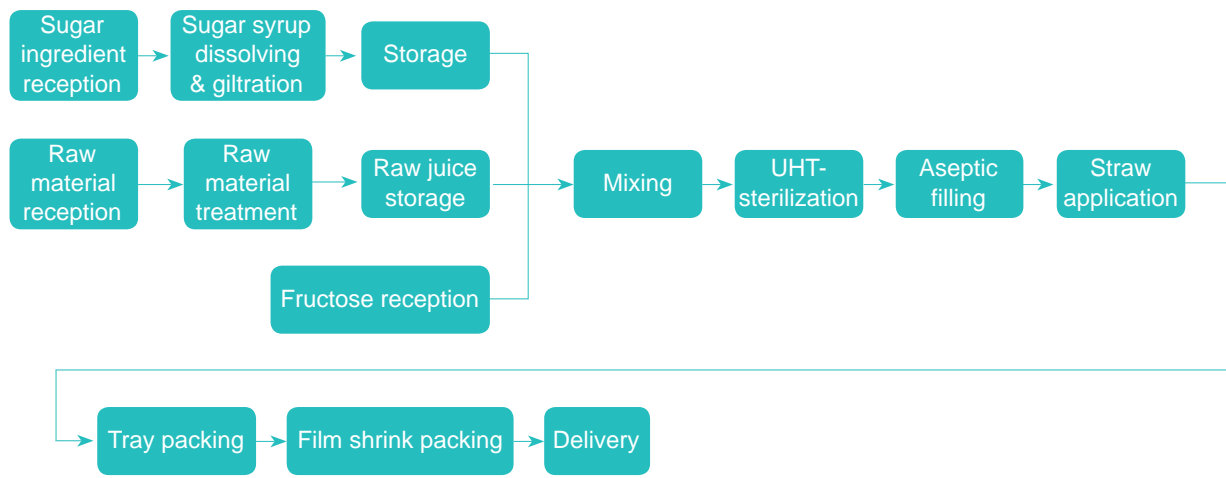 Sugar
ingredient
reception
Sugar syrup
dissolving
& giltration
Storage
Raw
material
reception
Raw
material
treatment
Raw juice
storage
Mixing
UHT-
sterilization
Aseptic
filling
Straw
application
Fructose reception
Tray packing
Film shrink packing
Delivery